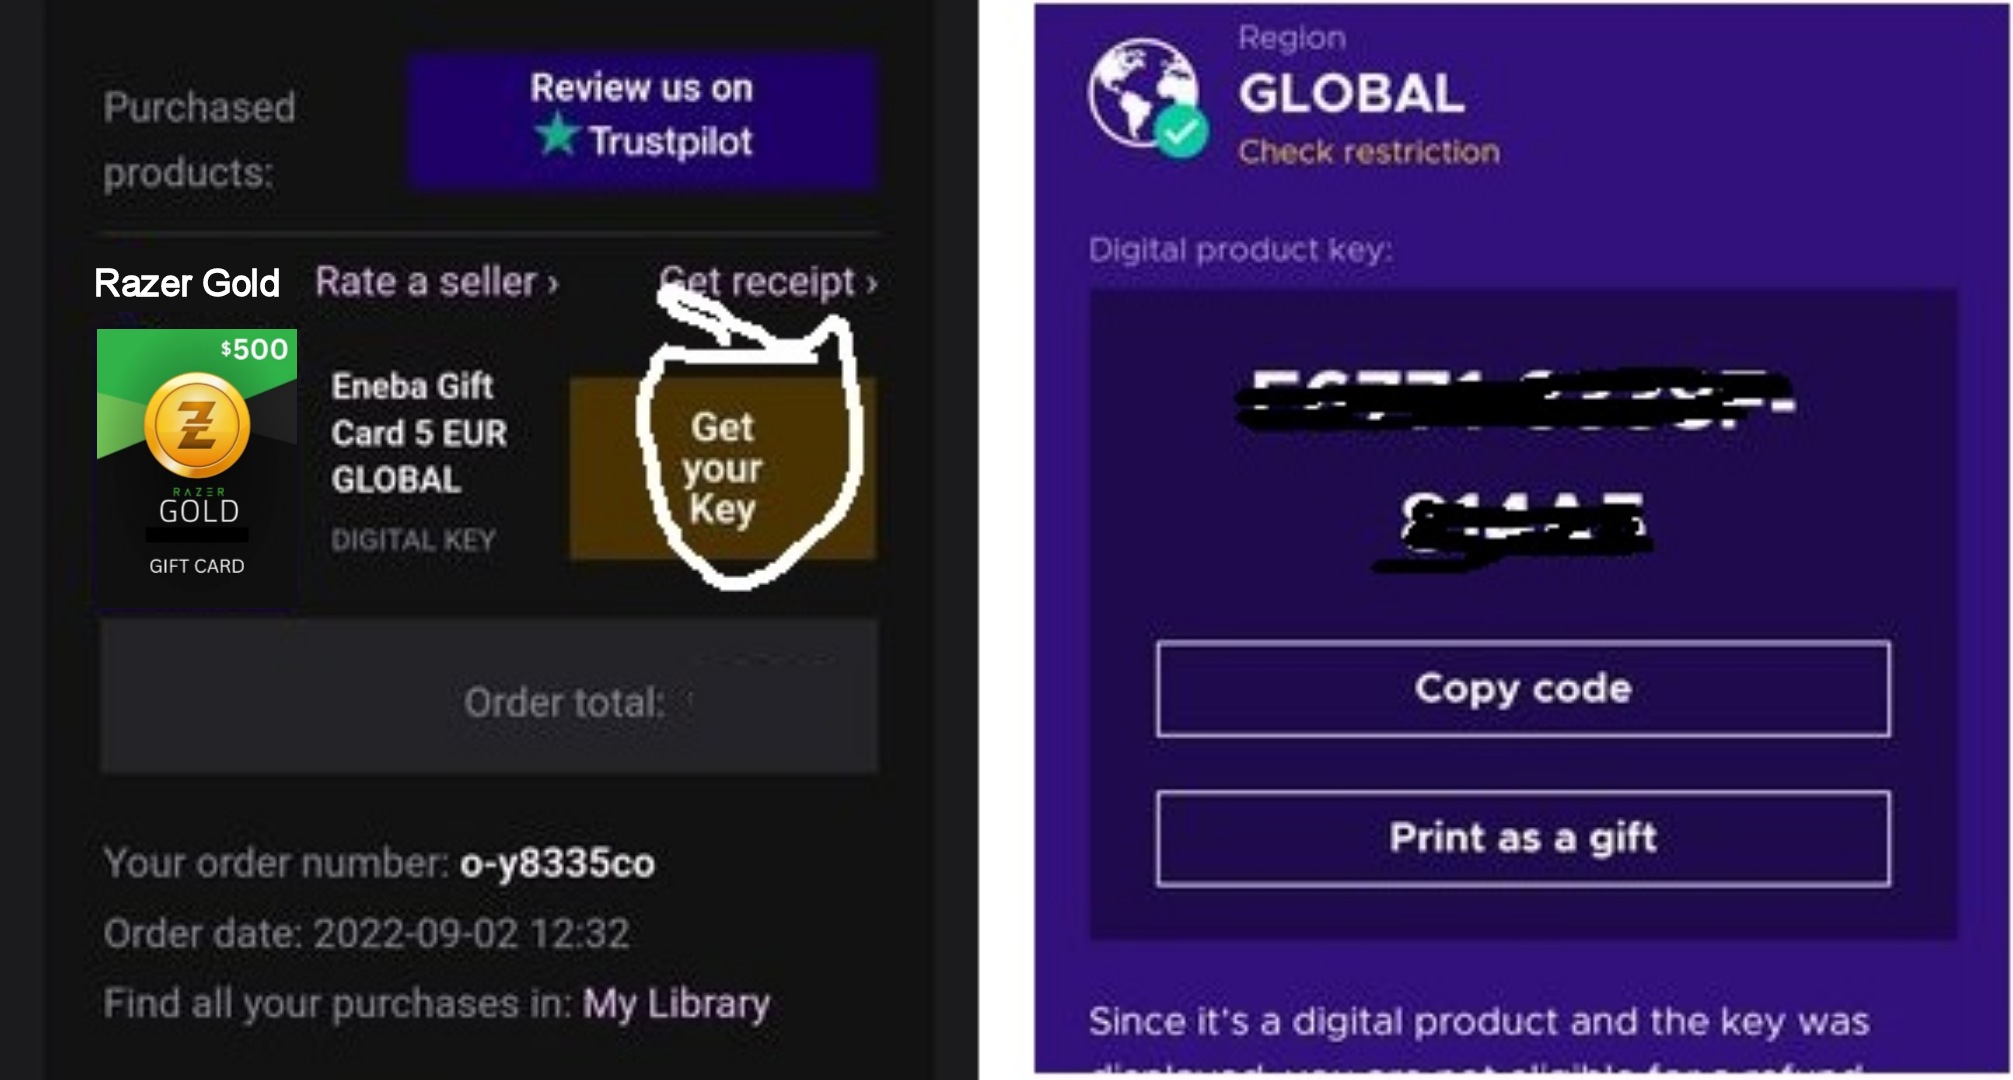 Purchased
products:
Review us on
Trustpilot
Razer Gold
Rate a seller ›
Get receipt ›
$500
RAZER
GOLD
GIFT CARD
Eneba Gift
Card 5 EUR
GLOBAL
DIGITAL KEY
Get
your
Key
Order total:
Your order number: o-y8335co
Order date: 2022-09-02 12:32
Find all your purchases in: My Library
Region
GLOBAL
Check restriction
Digital product key:
Copy code
Print as a gift
Since it's a digital product and the key was